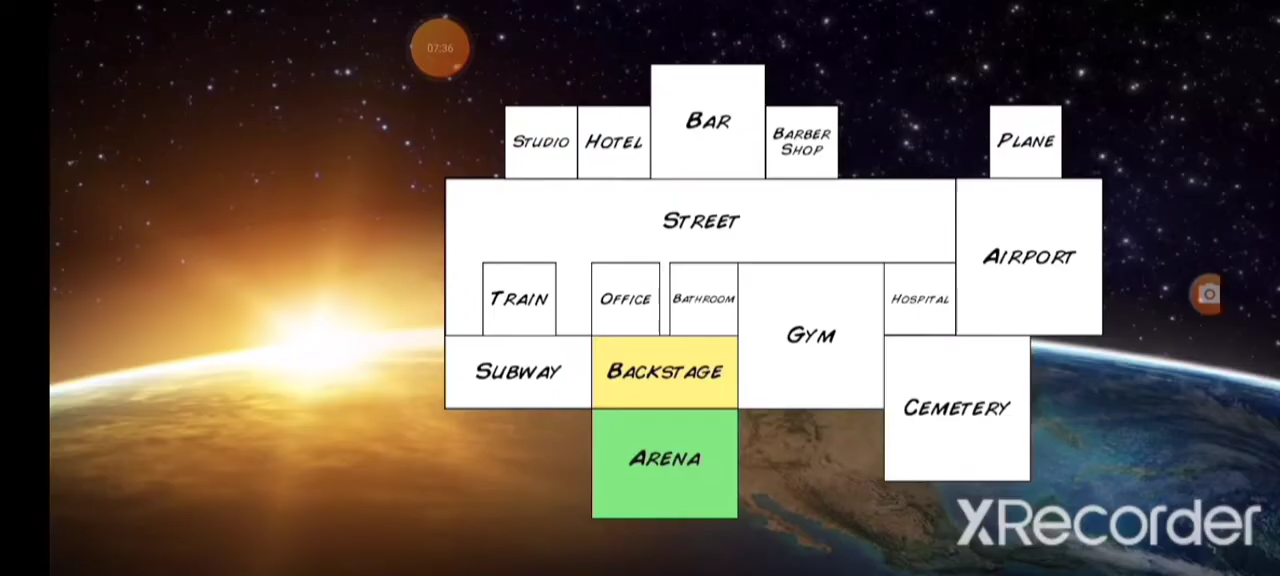 07:36
BAR
STUDIO
HOTEL
BARBER
SHOP
PLANE
STREET
AIRPORT
TRAIN
OFFICE
BATHROOM
HOSPITAL
GYM
SUBWAY
BACKSTAGE
CEMETERY
ARENA
XRecorder